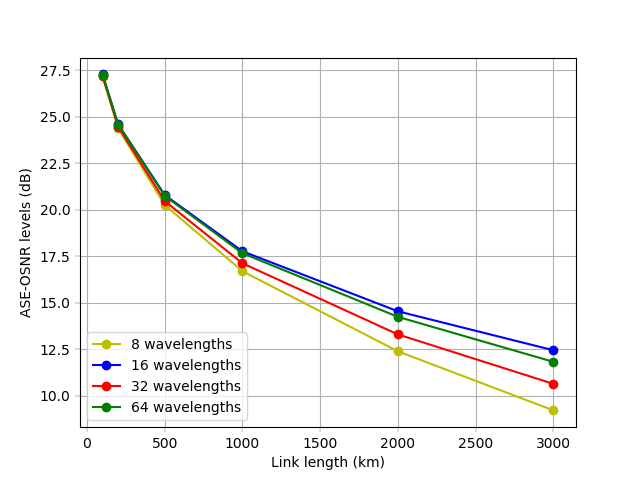 27.5
25.0
22.5
20.0
17.5
15.0
12.5
10.0
ASE-OSNR levels (dB)
8 wavelengths
16 wavelengths
32 wavelengths
64 wavelengths
0 500 1000 1500 2000 2500 3000
Link length (km)